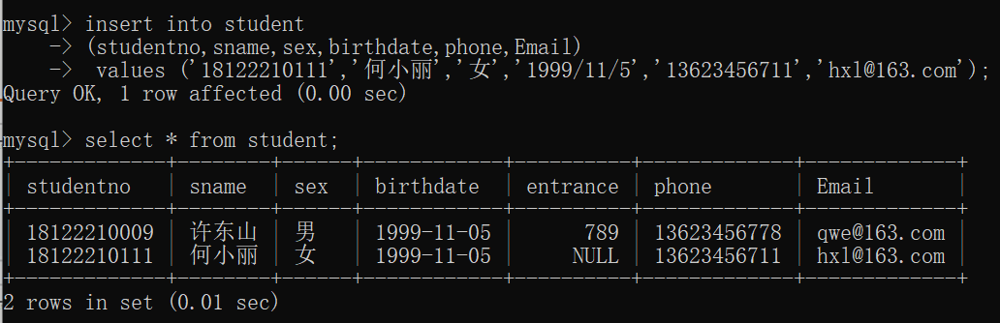 mysql> insert into student
    -> (studentno,sname,sex,birthdate,phone,Email)
    ->  values ('18122210111','何小丽','女','1999/11/5','13623456711','hxl@163.com');
Query OK, 1 row affected (0.00 sec)
mysql> select * from student;
| studentno | sname | sex | birthdate | entrance | phone | Email |
| 18122210009 | 许东山 | 男 | 1999-11-05 | 789 | 13623456778 | qwe@163.com |
| 18122210111 | 何小丽 | 女 | 1999-11-05 | NULL | 13623456711 | hxl@163.com |
2 rows in set (0.01 sec)